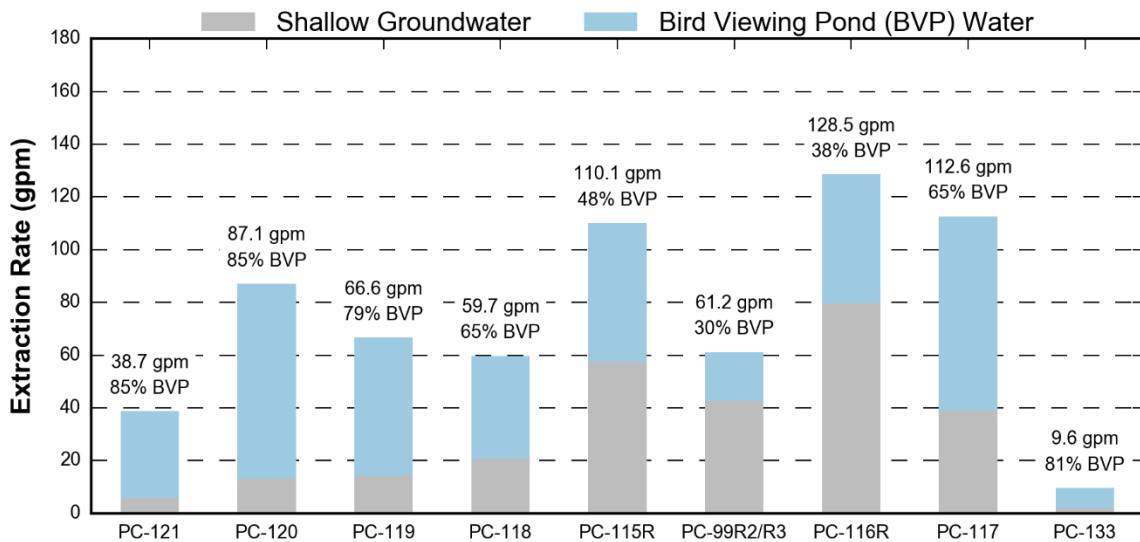 Shallow Groundwater Bird Viewing Pond (BVP) Water
Extraction Rate (gpm)
180
160
140
120
100
80
60
40
20
0
38.7 gpm
85% BVP
87.1 gpm
85% BVP
66.6 gpm
79% BVP
59.7 gpm
65% BVP
110.1 gpm
48% BVP
61.2 gpm
30% BVP
128.5 gpm
38% BVP
112.6 gpm
65% BVP
9.6 gpm
81% BVP
PC-121 PC-120 PC-119 PC-118 PC-115R PC-99R2/R3 PC-116R PC-117 PC-133